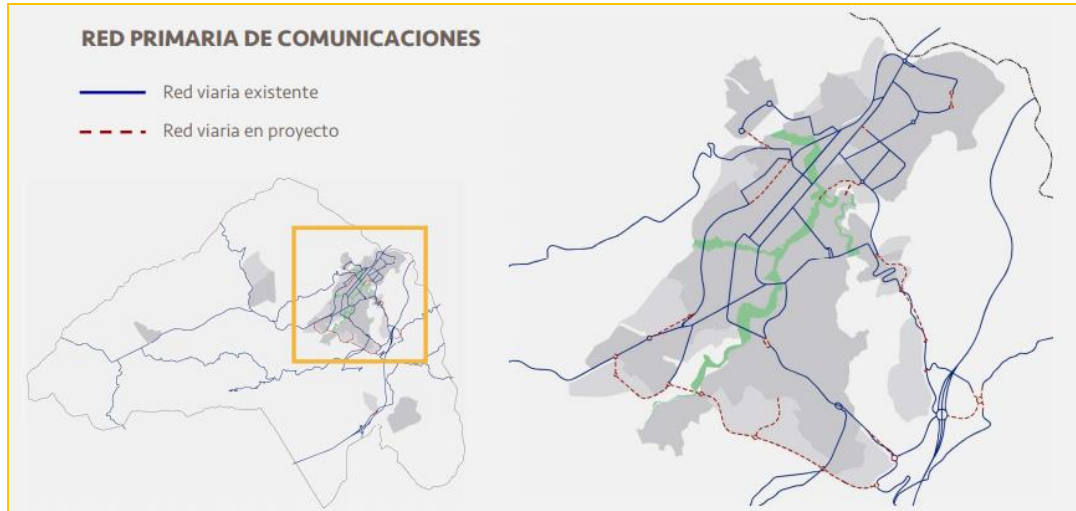 RED PRIMARIA DE COMUNICACIONES
Red viaria existente
Red viaria en proyecto